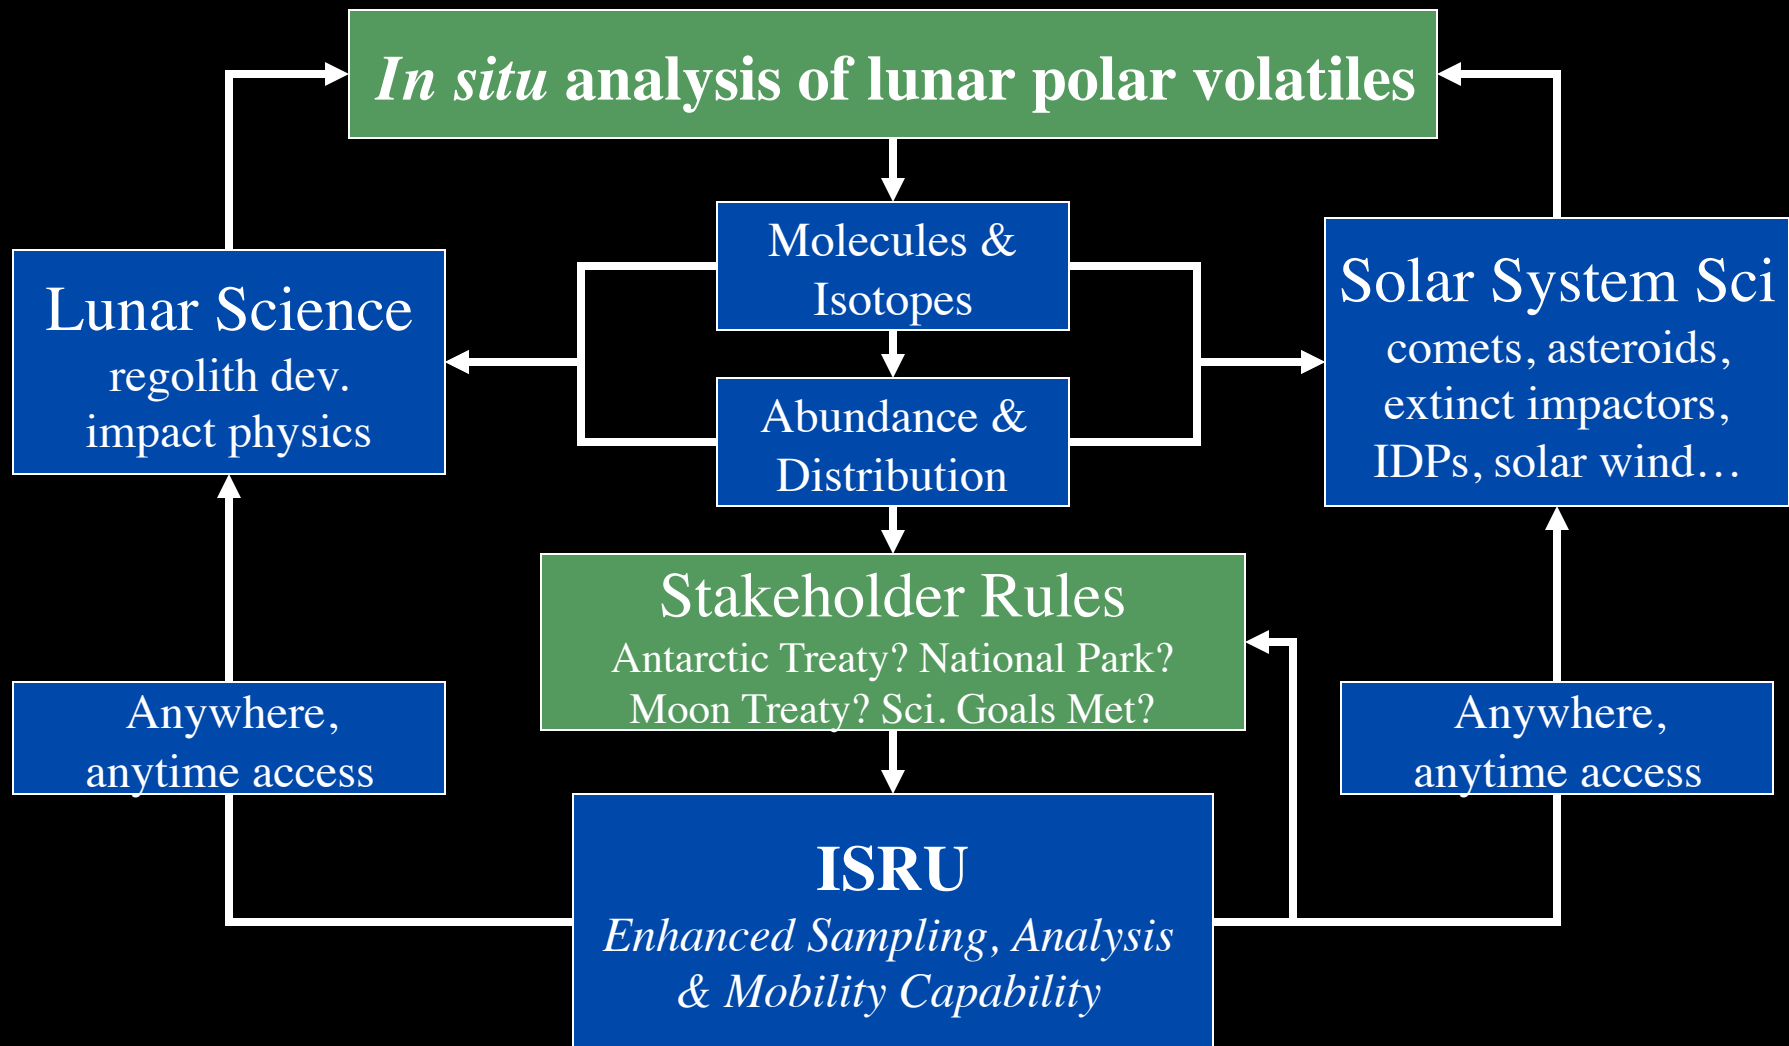 In situ analysis of lunar polar volatiles
Molecules &
Isotopes
Lunar Science
regolith dev.
impact physics
Solar System Sci
comets, asteroids,
extinct impactors,
IDPs, solar wind…
Abundance &
Distribution
Stakeholder Rules
Antarctic Treaty? National Park?
Moon Treaty? Sci. Goals Met?
Anywhere,
anytime access
Anywhere,
anytime access
ISRU
Enhanced Sampling, Analysis
& Mobility Capability